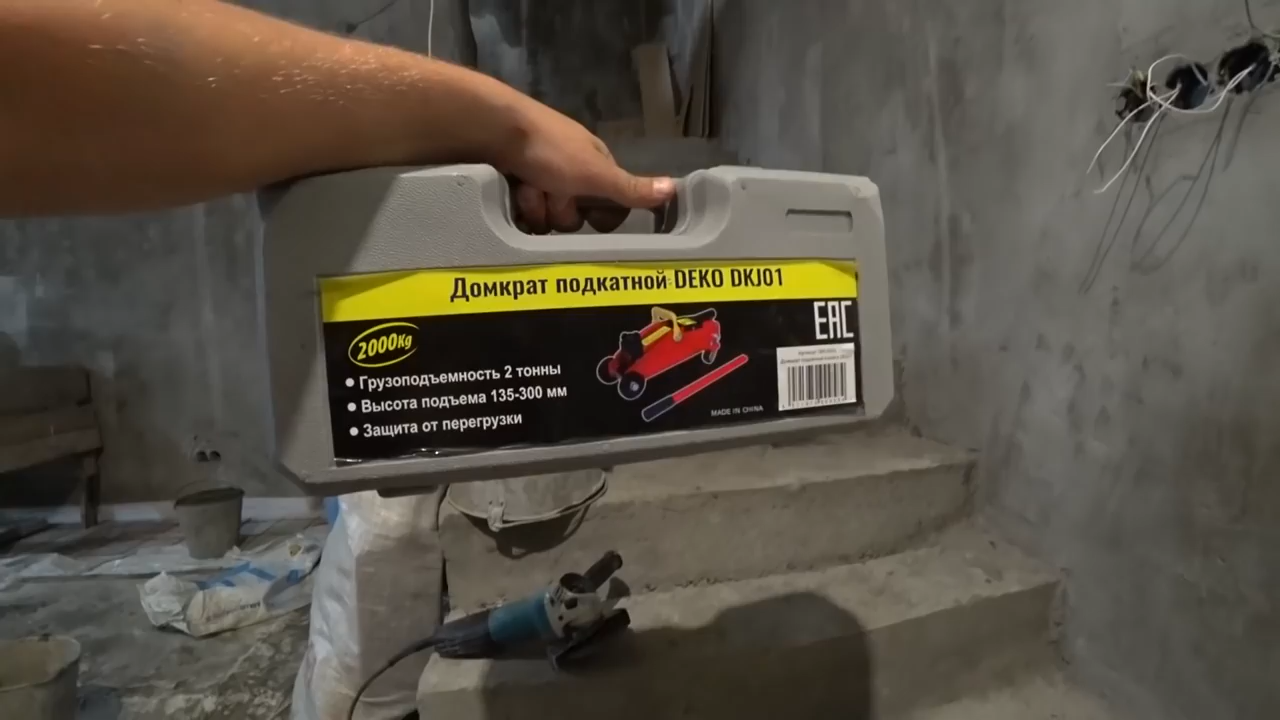 Домкрат подкатной DEKO DKJ01
EAC
2000kg
• Грузоподъемность 2 тонны
• Высота подъема 135-300 мм
• Защита от перегрузки
MADE IN CHINA